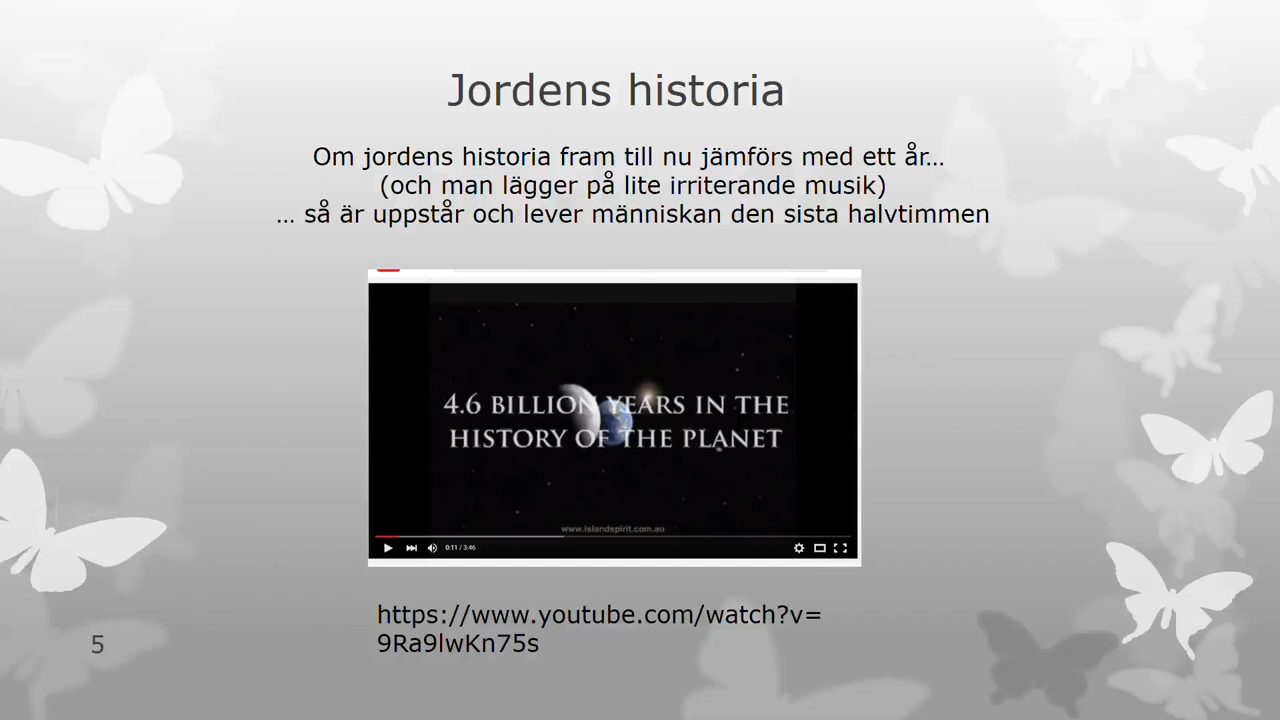 Jordens historia
Om jordens historia fram till nu jämförs med ett år…
(och man lägger på lite irriterande musik)
… så är uppstår och lever människan den sista halvtimmen
4.6 BILLION YEARS IN THE
HISTORY OF THE PLANET
www.islandspirit.com.au
0:11 / 3:46
https://www.youtube.com/watch?v=
9Ra9lwKn75s
5